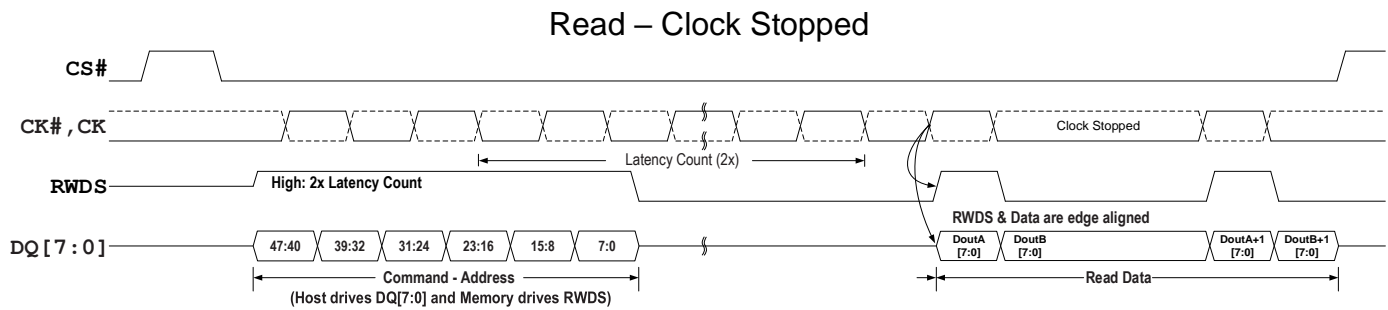 Read – Clock Stopped
CS#
CK#,CK
Clock Stopped
Latency Count (2x)
RWDS
High: 2x Latency Count
RWDS & Data are edge aligned
DQ[7:0]
47:40 39:32 31:24 23:16 15:8 7:0
DoutA DoutB DoutA+1 DoutB+1
[7:0] [7:0] [7:0] [7:0]
Command - Address
Read Data
(Host drives DQ[7:0] and Memory drives RWDS)